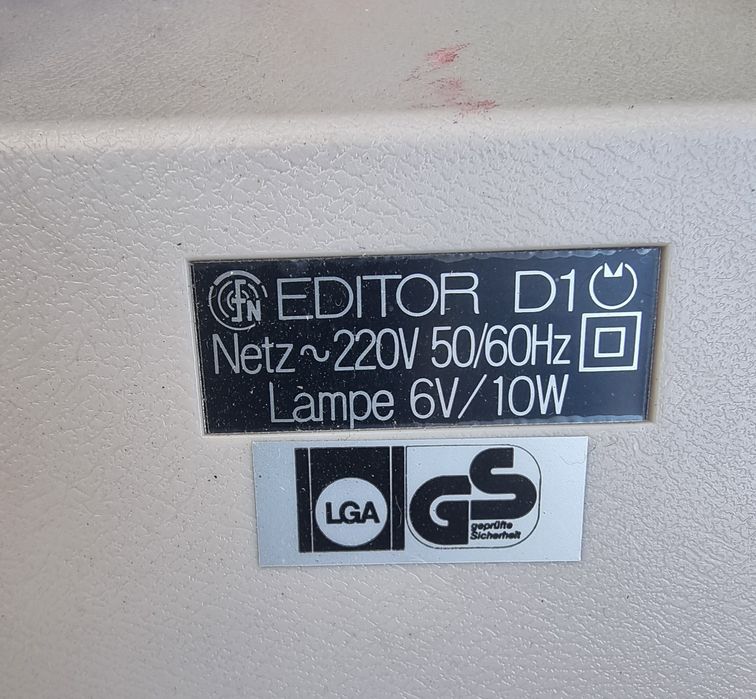 EDITOR D1
Netz ~ 220V 50/60Hz
Lampe 6V/10W
LGA
GS
geprüfte
Sicherheit